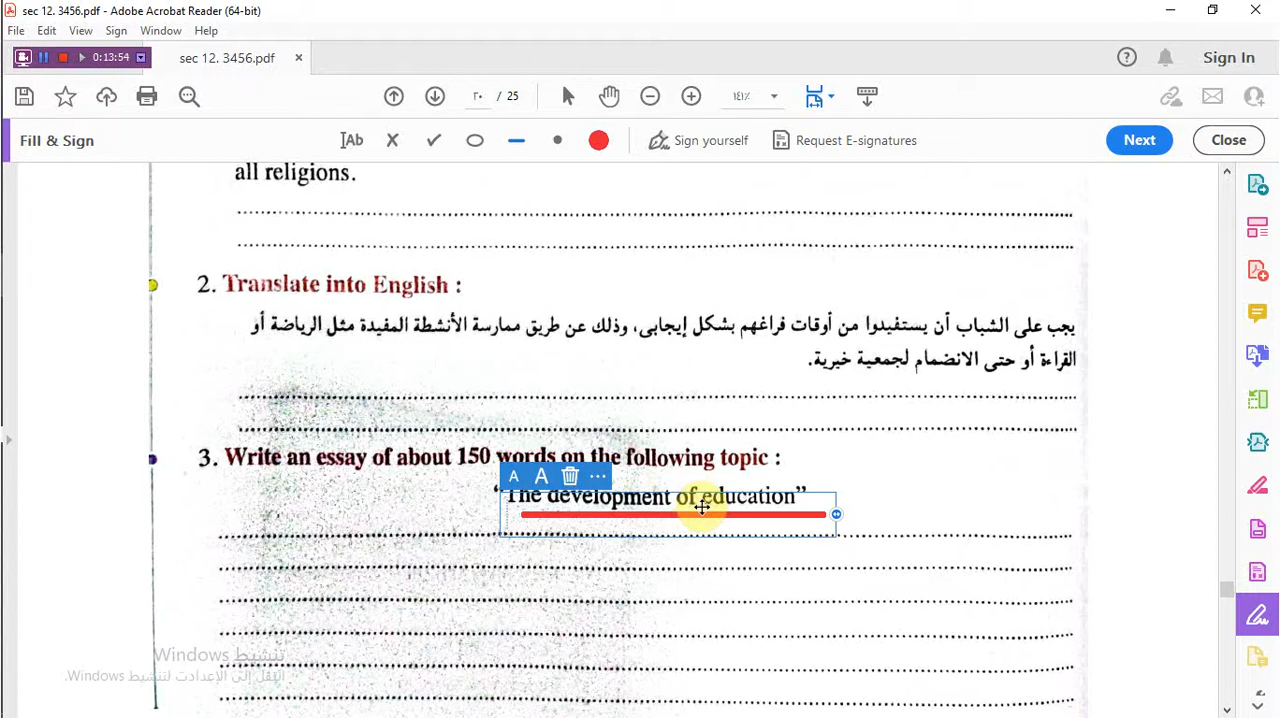 sec 12. 3456.pdf - Adobe Acrobat Reader (64-bit)
File Edit View Sign Window Help
0:13:54
sec 12. 3456.pdf
Sign In
٢٠ / 25
١٤١٪
Fill & Sign
Ab
Sign yourself
Request E-signatures
Next
Close
all religions.
2. Translate into English :
يجب على الشباب أن يستفيدوا من أوقات فراغهم بشكل إيجابى، وذلك عن طريق ممارسة الأنشطة المفيدة مثل الرياضة أو
القراءة أو حتى الانضمام لجمعية خيرية.
3. Write an essay of about 150 words on the following topic :
A A
“The development of education”
تنشيط Windows
انتقل إلى الإعدادت لتنشيط Windows.